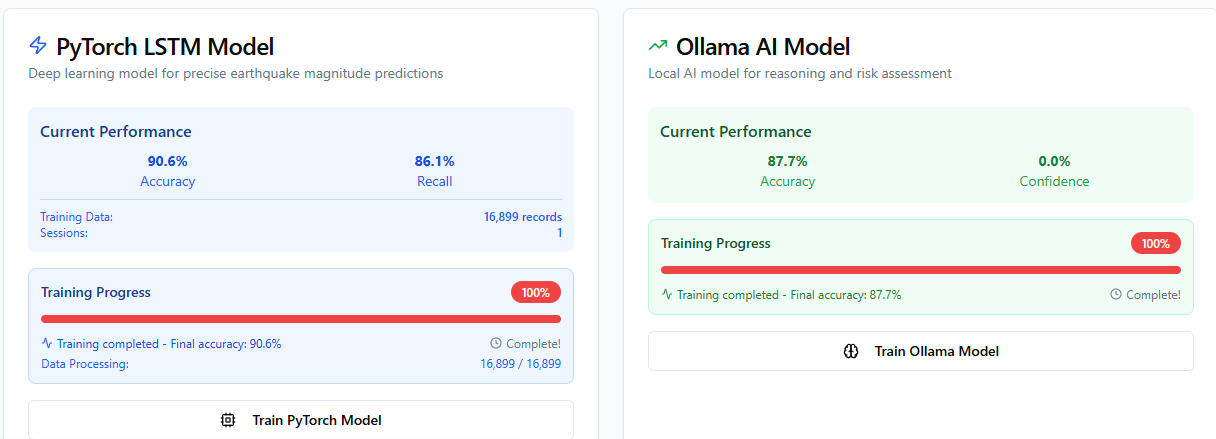 PyTorch LSTM Model
Deep learning model for precise earthquake magnitude predictions
Current Performance
90.6%
Accuracy
86.1%
Recall
Training Data:
16,899 records
Sessions:
1
Training Progress
100%
Training completed - Final accuracy: 90.6%
Complete!
Data Processing:
16,899 / 16,899
Train PyTorch Model
Ollama AI Model
Local AI model for reasoning and risk assessment
Current Performance
87.7%
Accuracy
0.0%
Confidence
Training Progress
100%
Training completed - Final accuracy: 87.7%
Complete!
Train Ollama Model